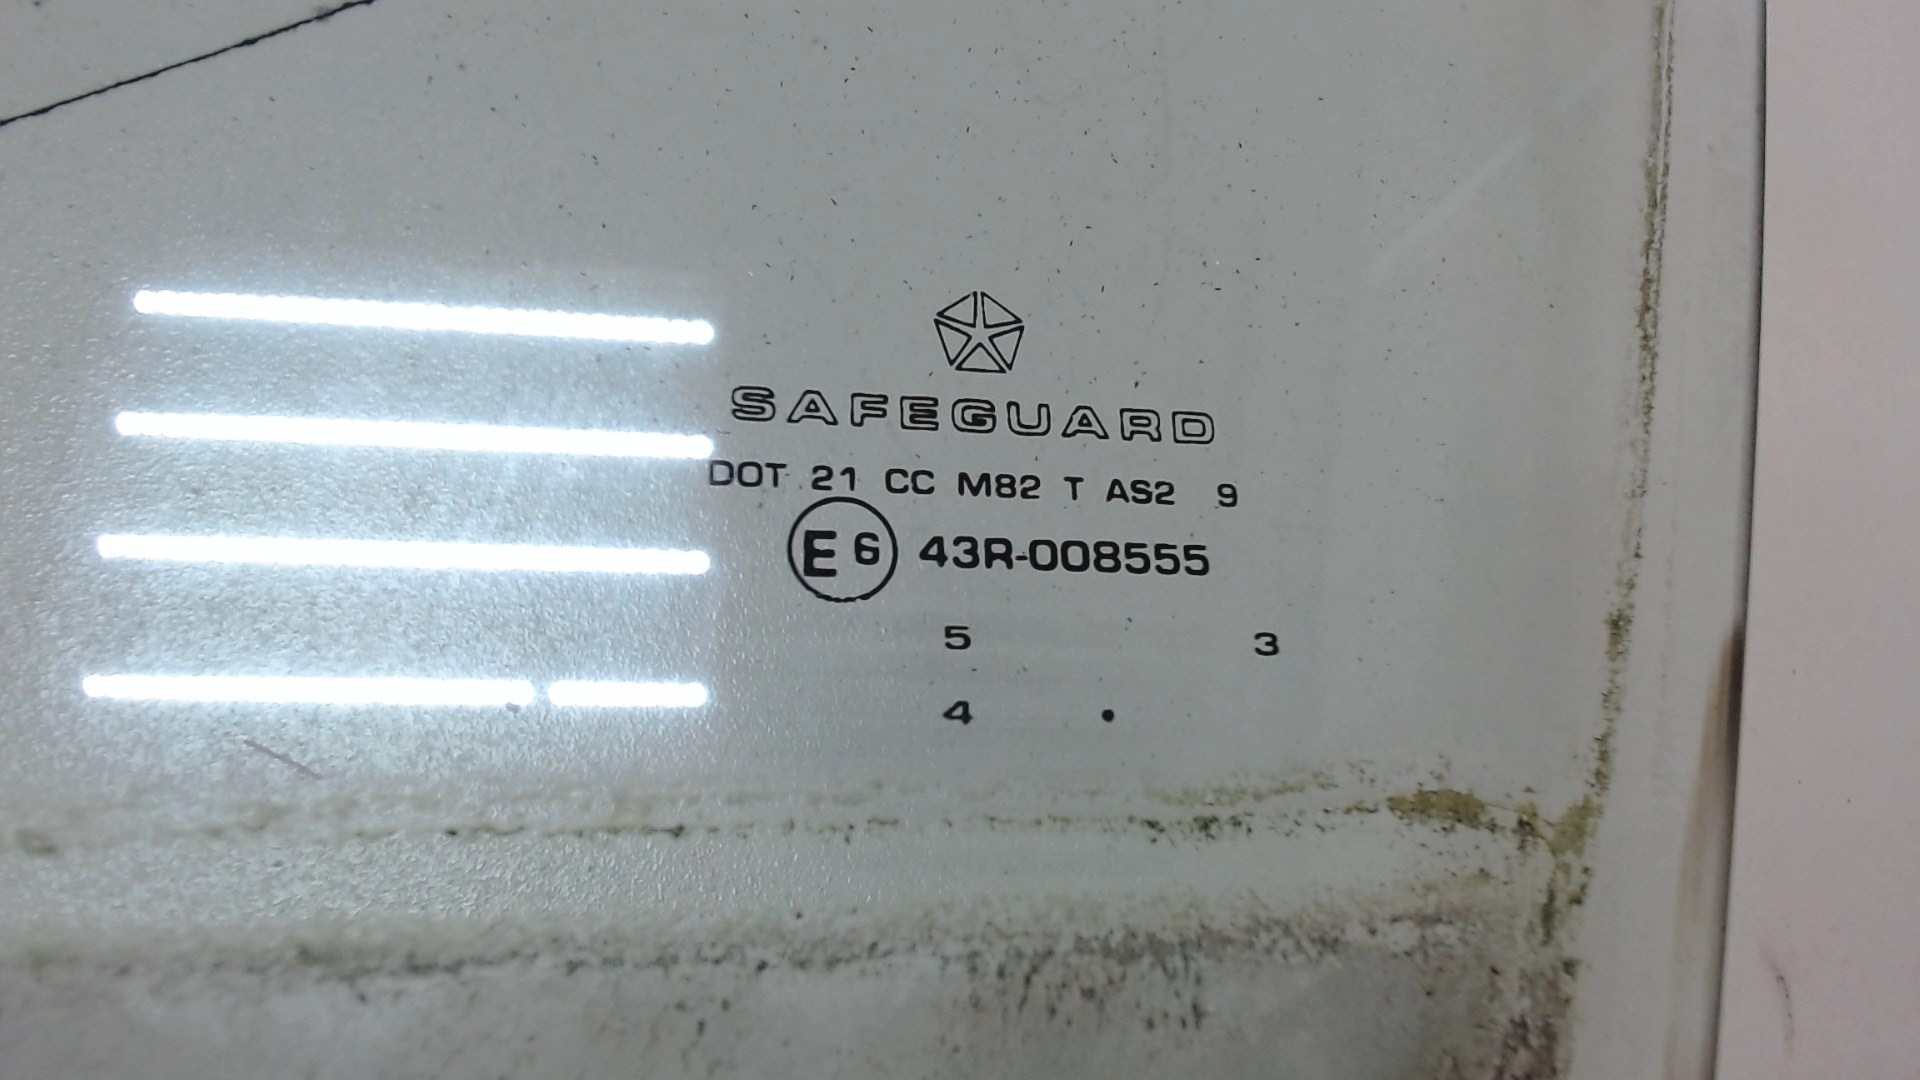 SAFEGUARD
DOT 21 CC M82 T AS2 9
E6 43R-008555
5 3
4 .